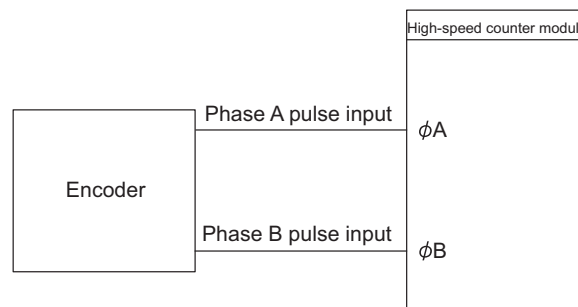 High-speed counter modul
Phase A pulse input
ϕA
Encoder
Phase B pulse input
ϕB